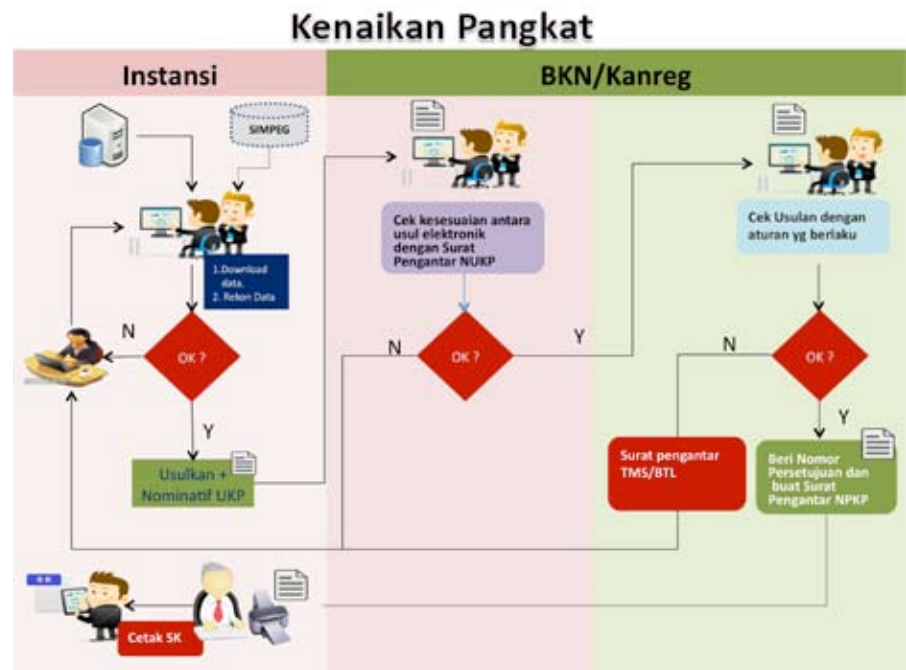 Kenaikan Pangkat
Instansi
BKN/Kanreg
SIMPEG
1.Download
data.
2. Rekon Data
Cek kesesuaian antara
usul elektronik
dengan Surat
Pengantar NUKP
Cek Usulan dengan
aturan yg berlaku
N
OK ?
Y
N
OK ?
Y
N
OK ?
Y
Usulkan +
Nominatif UKP
Surat pengantar
TMS/BTL
Beri Nomor
Persetujuan dan
buat Surat
Pengantar NPKP
Cetak SK